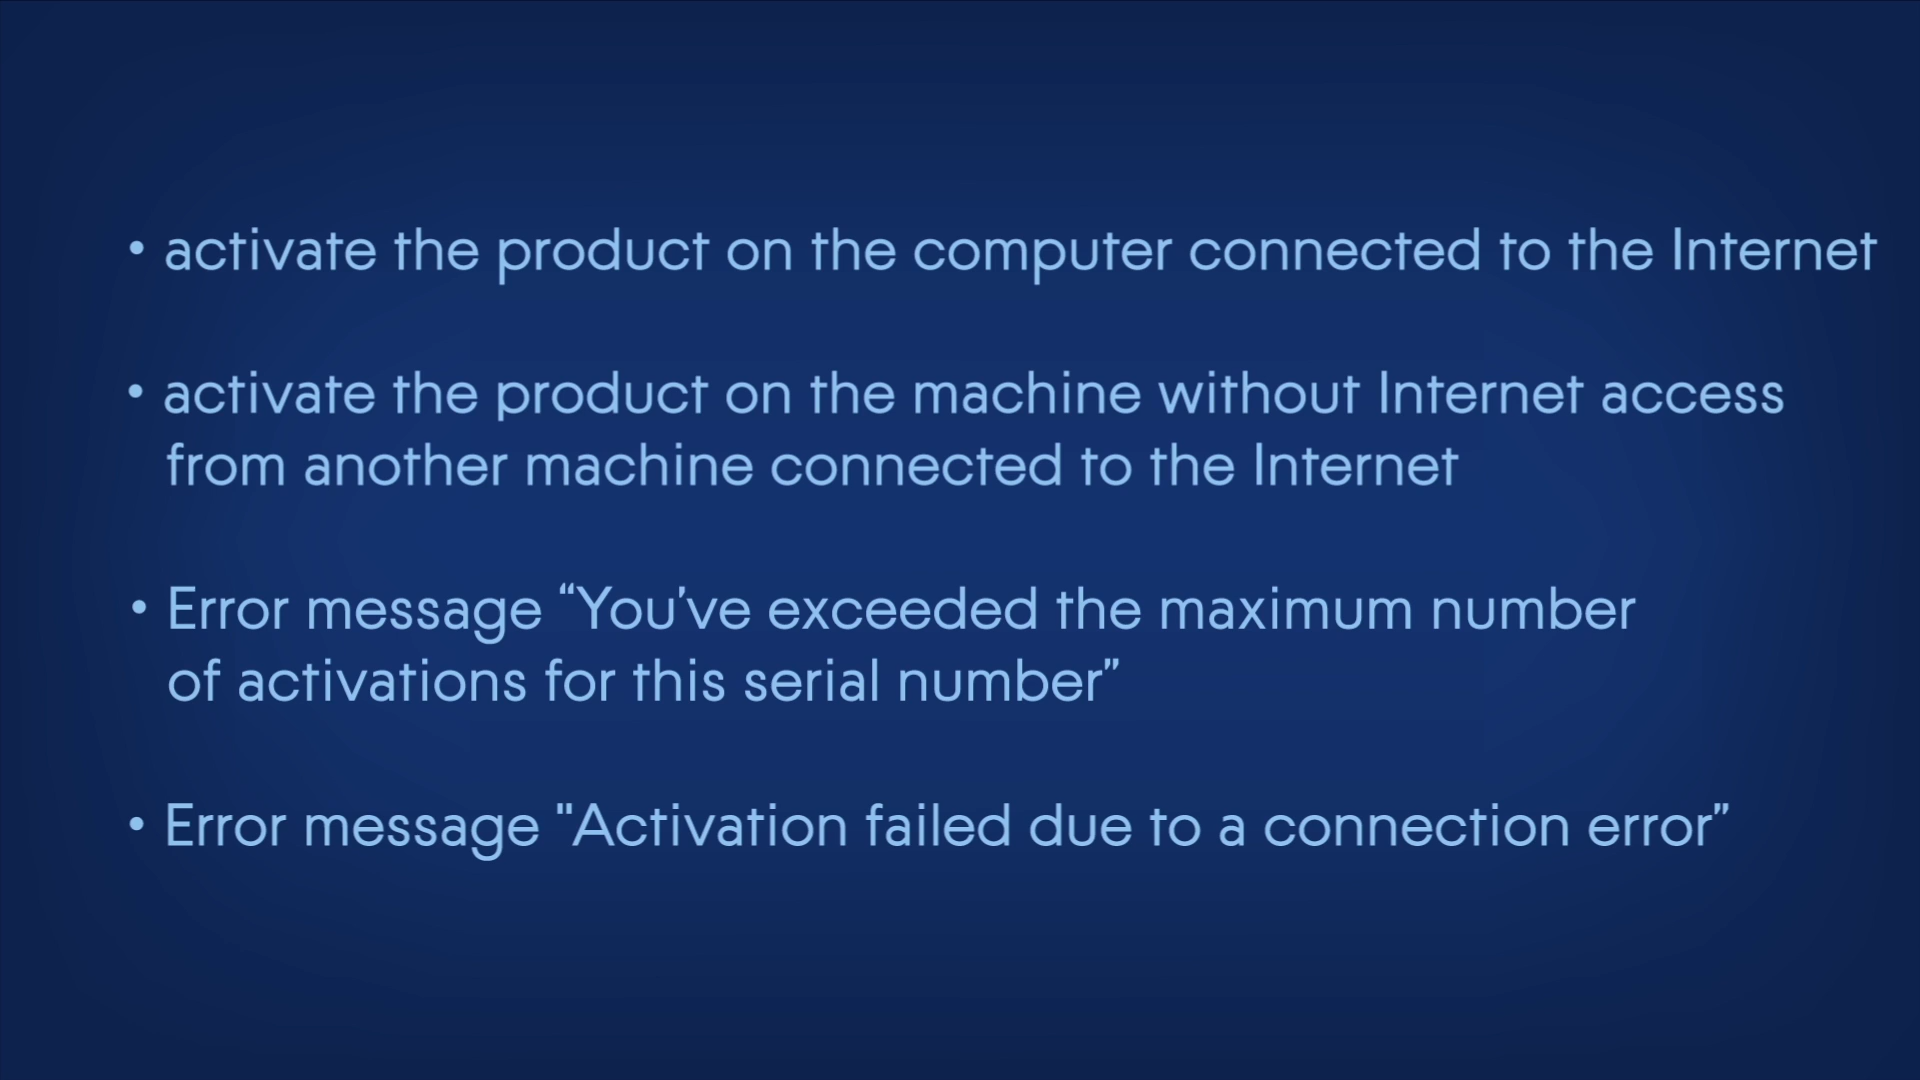 • activate the product on the computer connected to the Internet
• activate the product on the machine without Internet access
from another machine connected to the Internet
• Error message “You’ve exceeded the maximum number
of activations for this serial number”
• Error message "Activation failed due to a connection error”